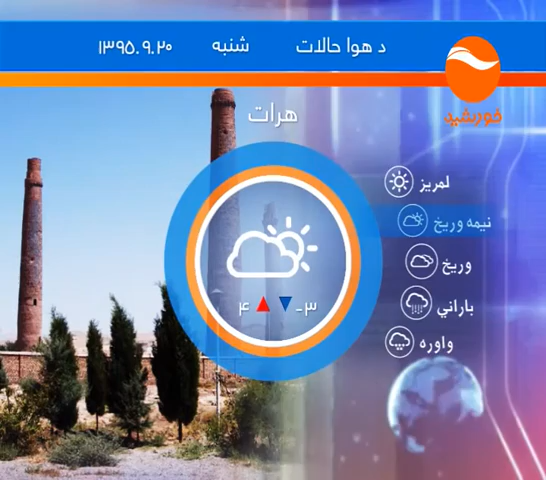 د هوا حالات
شنبه
۱۳۹۵.۹.۲۰
خورشید
هرات
۴
-۳
لمریز
نیمه وریځ
وریځ
باراني
واوره